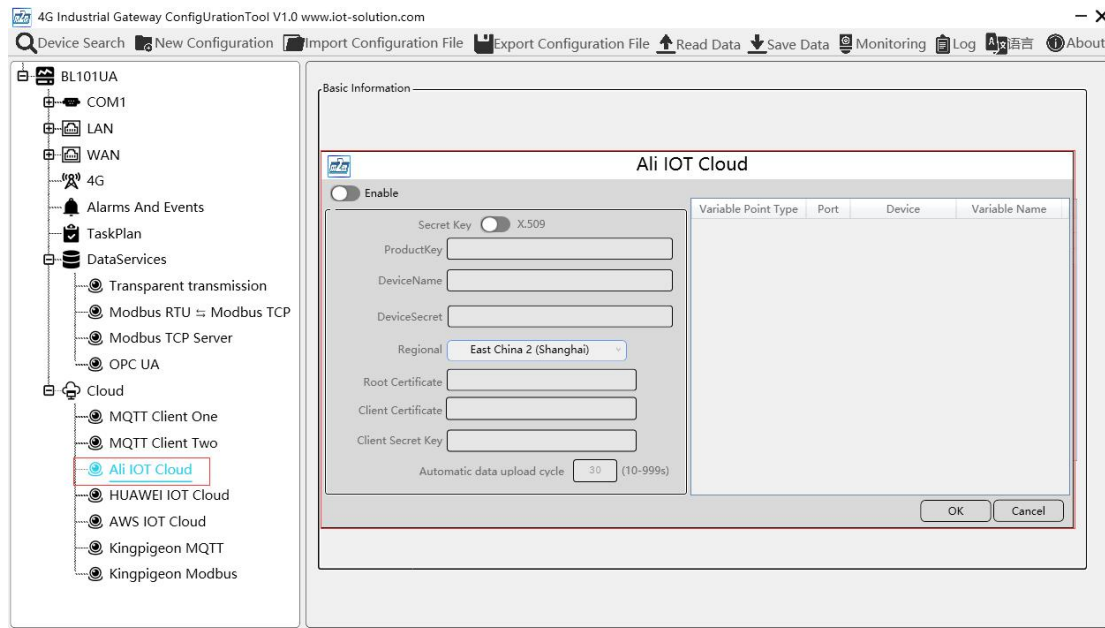 4G Industrial Gateway ConfigUrationTool V1.0 www.iot-solution.com
Device Search New Configuration Import Configuration File Export Configuration File Read Data Save Data Monitoring Log 语言 About
BL101UA
COM1
LAN
WAN
4G
Alarms And Events
TaskPlan
DataServices
Transparent transmission
Modbus RTU ⇆ Modbus TCP
Modbus TCP Server
OPC UA
Cloud
MQTT Client One
MQTT Client Two
Ali IOT Cloud
HUAWEI IOT Cloud
AWS IOT Cloud
Kingpigeon MQTT
Kingpigeon Modbus
Basic Information
Ali IOT Cloud
Enable
Secret Key X.509
ProductKey
DeviceName
DeviceSecret
Regional East China 2 (Shanghai)
Root Certificate
Client Certificate
Client Secret Key
Automatic data upload cycle 30 (10-999s)
Variable Point Type Port Device Variable Name
OK Cancel